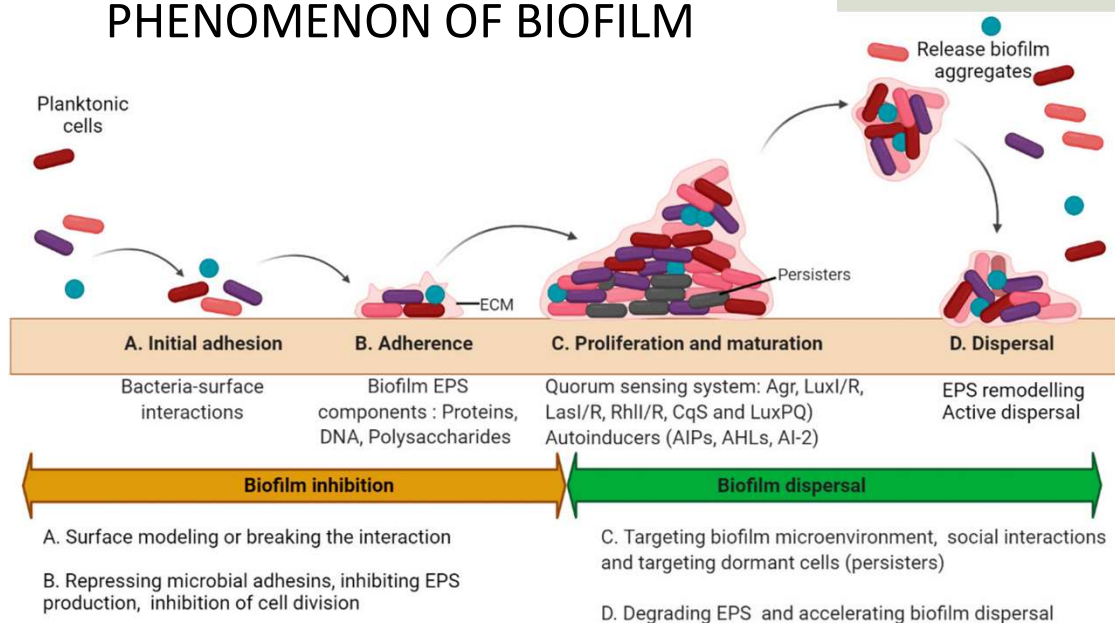 PHENOMENON OF BIOFILM
Release biofilm
aggregates
Planktonic
cells
Persisters
ECM
A. Initial adhesion
B. Adherence
C. Proliferation and maturation
D. Dispersal
Bacteria-surface
interactions
Biofilm EPS
components : Proteins,
DNA, Polysaccharides
Quorum sensing system: Agr, LuxI/R,
LasI/R, RhlI/R, CqS and LuxPQ)
Autoinducers (AIPs, AHLs, AI-2)
EPS remodelling
Active dispersal
Biofilm inhibition
Biofilm dispersal
A. Surface modeling or breaking the interaction
B. Repressing microbial adhesins, inhibiting EPS
production, inhibition of cell division
C. Targeting biofilm microenvironment, social interactions
and targeting dormant cells (persisters)
D. Degrading EPS and accelerating biofilm dispersal